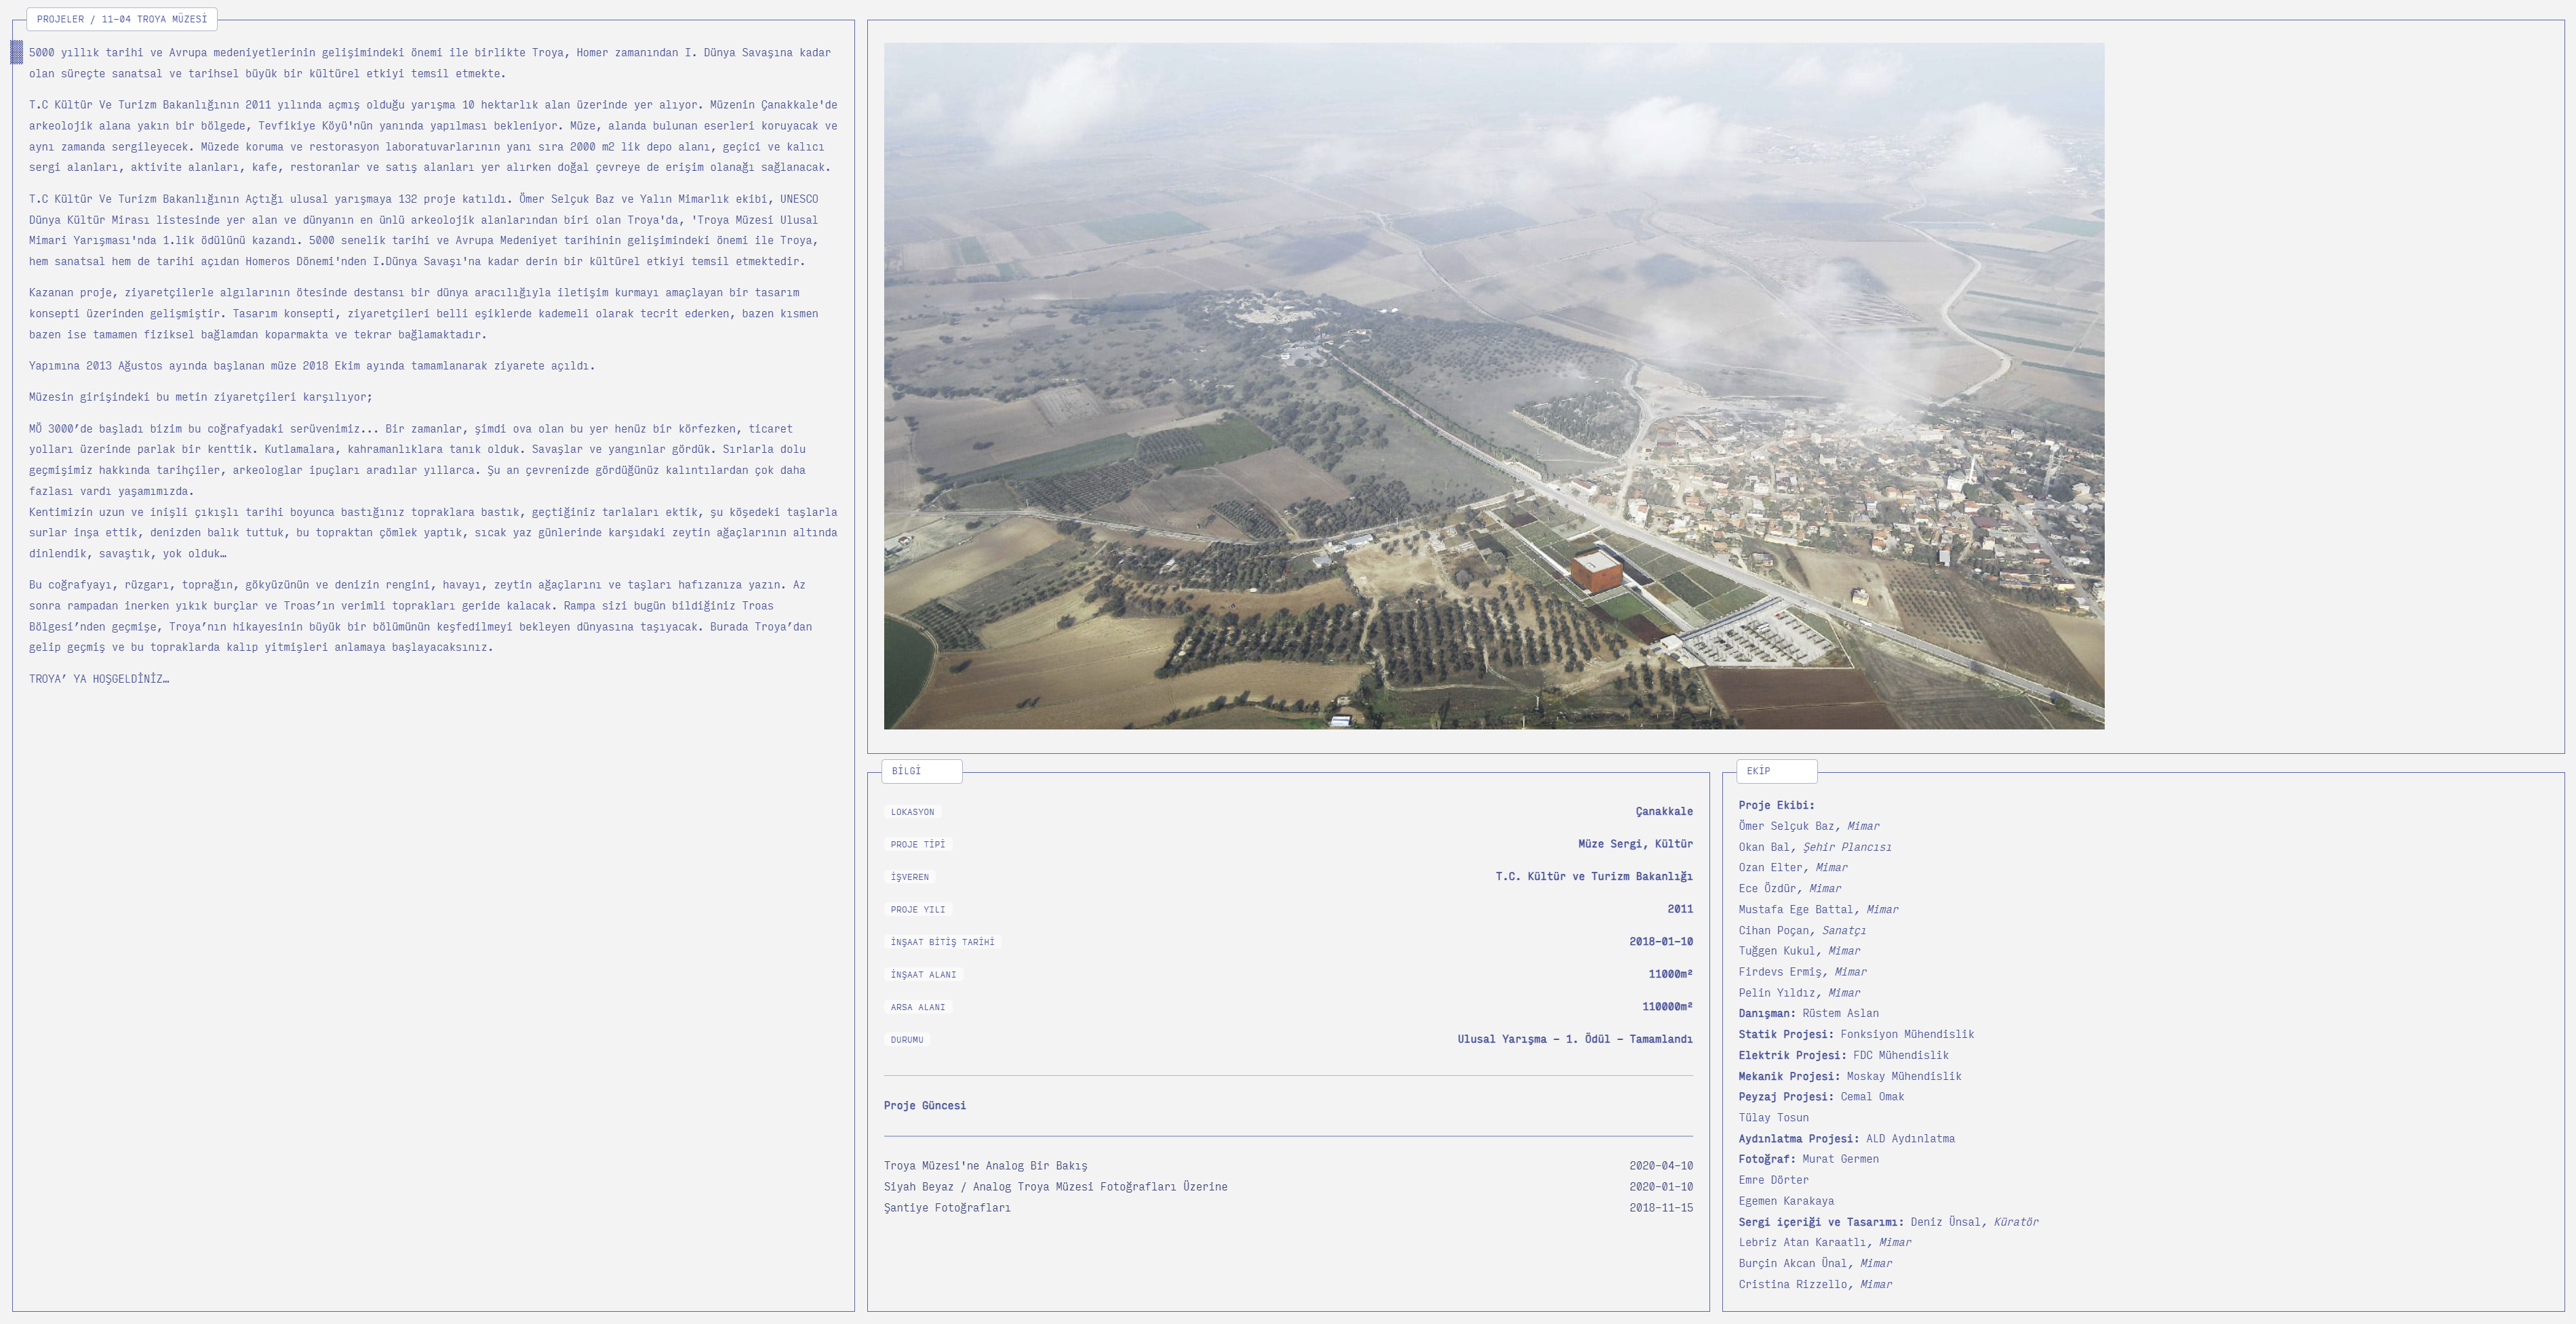 PROJELER / 11-04 TROYA MÜZESİ
5000 yıllık tarihi ve Avrupa medeniyetlerinin gelişimindeki önemi ile birlikte Troya, Homer zamanından I. Dünya Savaşına kadar
olan süreçte sanatsal ve tarihsel büyük bir kültürel etkiyi temsil etmekte.
T.C Kültür Ve Turizm Bakanlığının 2011 yılında açmış olduğu yarışma 10 hektarlık alan üzerinde yer alıyor. Müzenin Çanakkale'de
arkeolojik alana yakın bir bölgede, Tevfikiye Köyü'nün yanında yapılması bekleniyor. Müze, alanda bulunan eserleri koruyacak ve
aynı zamanda sergileyecek. Müzede koruma ve restorasyon laboratuvarlarının yanı sıra 2000 m2 lik depo alanı, geçici ve kalıcı
sergi alanları, aktivite alanları, kafe, restoranlar ve satış alanları yer alırken doğal çevreye de erişim olanağı sağlanacak.
T.C Kültür Ve Turizm Bakanlığının Açtığı ulusal yarışmaya 132 proje katıldı. Ömer Selçuk Baz ve Yalın Mimarlık ekibi, UNESCO
Dünya Kültür Mirası listesinde yer alan ve dünyanın en ünlü arkeolojik alanlarından biri olan Troya'da, 'Troya Müzesi Ulusal
Mimari Yarışması'nda 1.lik ödülünü kazandı. 5000 senelik tarihi ve Avrupa Medeniyet tarihinin gelişimindeki önemi ile Troya,
hem sanatsal hem de tarihi açıdan Homeros Dönemi'nden I.Dünya Savaşı'na kadar derin bir kültürel etkiyi temsil etmektedir.
Kazanan proje, ziyaretçilerle algılarının ötesinde destansı bir dünya aracılığıyla iletişim kurmayı amaçlayan bir tasarım
konsepti üzerinden gelişmiştir. Tasarım konsepti, ziyaretçileri belli eşiklerde kademeli olarak tecrit ederken, bazen kısmen
bazen ise tamamen fiziksel bağlamdan koparmakta ve tekrar bağlamaktadır.
Yapımına 2013 Ağustos ayında başlanan müze 2018 Ekim ayında tamamlanarak ziyarete açıldı.
Müzesin girişindeki bu metin ziyaretçileri karşılıyor;
MÖ 3000’de başladı bizim bu coğrafyadaki serüvenimiz... Bir zamanlar, şimdi ova olan bu yer henüz bir körfezken, ticaret
yolları üzerinde parlak bir kenttik. Kutlamalara, kahramanlıklara tanık olduk. Savaşlar ve yangınlar gördük. Sırlarla dolu
geçmişimiz hakkında tarihçiler, arkeologlar ipuçları aradılar yıllarca. Şu an çevrenizde gördüğünüz kalıntılardan çok daha
fazlası vardı yaşamımızda.
Kentimizin uzun ve inişli çıkışlı tarihi boyunca bastığınız topraklara bastık, geçtiğiniz tarlaları ektik, şu köşedeki taşlarla
surlar inşa ettik, denizden balık tuttuk, bu topraktan çömlek yaptık, sıcak yaz günlerinde karşıdaki zeytin ağaçlarının altında
dinlendik, savaştık, yok olduk…
Bu coğrafyayı, rüzgarı, toprağın, gökyüzünün ve denizin rengini, havayı, zeytin ağaçlarını ve taşları hafızanıza yazın. Az
sonra rampadan inerken yıkık burçlar ve Troas’ın verimli toprakları geride kalacak. Rampa sizi bugün bildiğiniz Troas
Bölgesi’nden geçmişe, Troya’nın hikayesinin büyük bir bölümünün keşfedilmeyi bekleyen dünyasına taşıyacak. Burada Troya’dan
gelip geçmiş ve bu topraklarda kalıp yitmişleri anlamaya başlayacaksınız.
TROYA’ YA HOŞGELDİNİZ…
BİLGİ
LOKASYON Çanakkale
PROJE TİPİ Müze Sergi, Kültür
İŞVEREN T.C. Kültür ve Turizm Bakanlığı
PROJE YILI 2011
İNŞAAT BİTİŞ TARİHİ 2018-01-10
İNŞAAT ALANI 11000m²
ARSA ALANI 110000m²
DURUMU Ulusal Yarışma - 1. Ödül - Tamamlandı
Proje Güncesi
Troya Müzesi'ne Analog Bir Bakış 2020-04-10
Siyah Beyaz / Analog Troya Müzesi Fotoğrafları Üzerine 2020-01-10
Şantiye Fotoğrafları 2018-11-15
EKİP
Proje Ekibi:
Ömer Selçuk Baz, Mimar
Okan Bal, Şehir Plancısı
Ozan Elter, Mimar
Ece Özdür, Mimar
Mustafa Ege Battal, Mimar
Cihan Poçan, Sanatçı
Tuğgen Kukul, Mimar
Firdevs Ermiş, Mimar
Pelin Yıldız, Mimar
Danışman: Rüstem Aslan
Statik Projesi: Fonksiyon Mühendislik
Elektrik Projesi: FDC Mühendislik
Mekanik Projesi: Moskay Mühendislik
Peyzaj Projesi: Cemal Omak
Tülay Tosun
Aydınlatma Projesi: ALD Aydınlatma
Fotoğraf: Murat Germen
Emre Dörter
Egemen Karakaya
Sergi içeriği ve Tasarımı: Deniz Ünsal, Küratör
Lebriz Atan Karaatlı, Mimar
Burçin Akcan Ünal, Mimar
Cristina Rizzello, Mimar